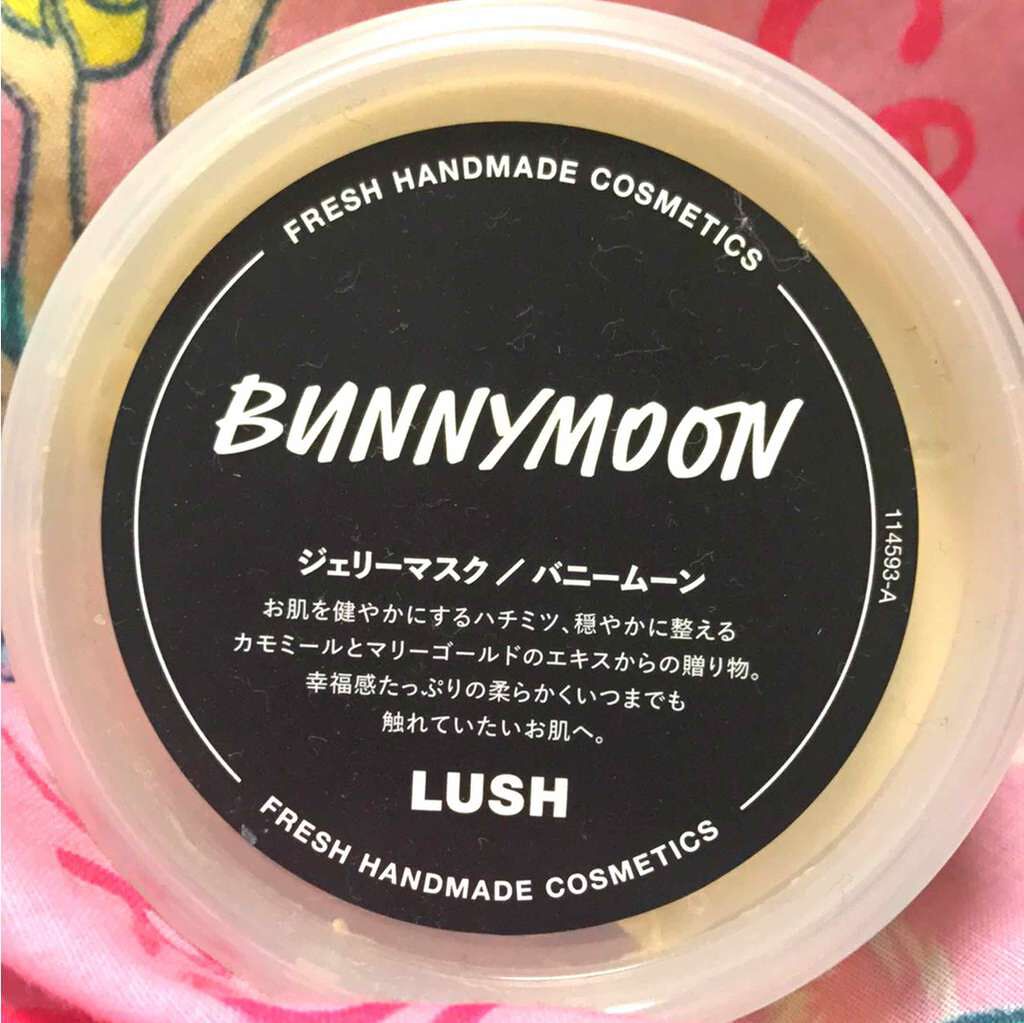 FRESH HANDMADE COSMETICS
BUNNYMOON
ジェリーマスク／バニームーン
お肌を健やかにするハチミツ、穏やかに整える
カモミールとマリーゴールドのエキスからの贈り物。
幸福感たっぷりの柔らかくいつまでも
触れていたいお肌へ。
LUSH
FRESH HANDMADE COSMETICS
114593-A